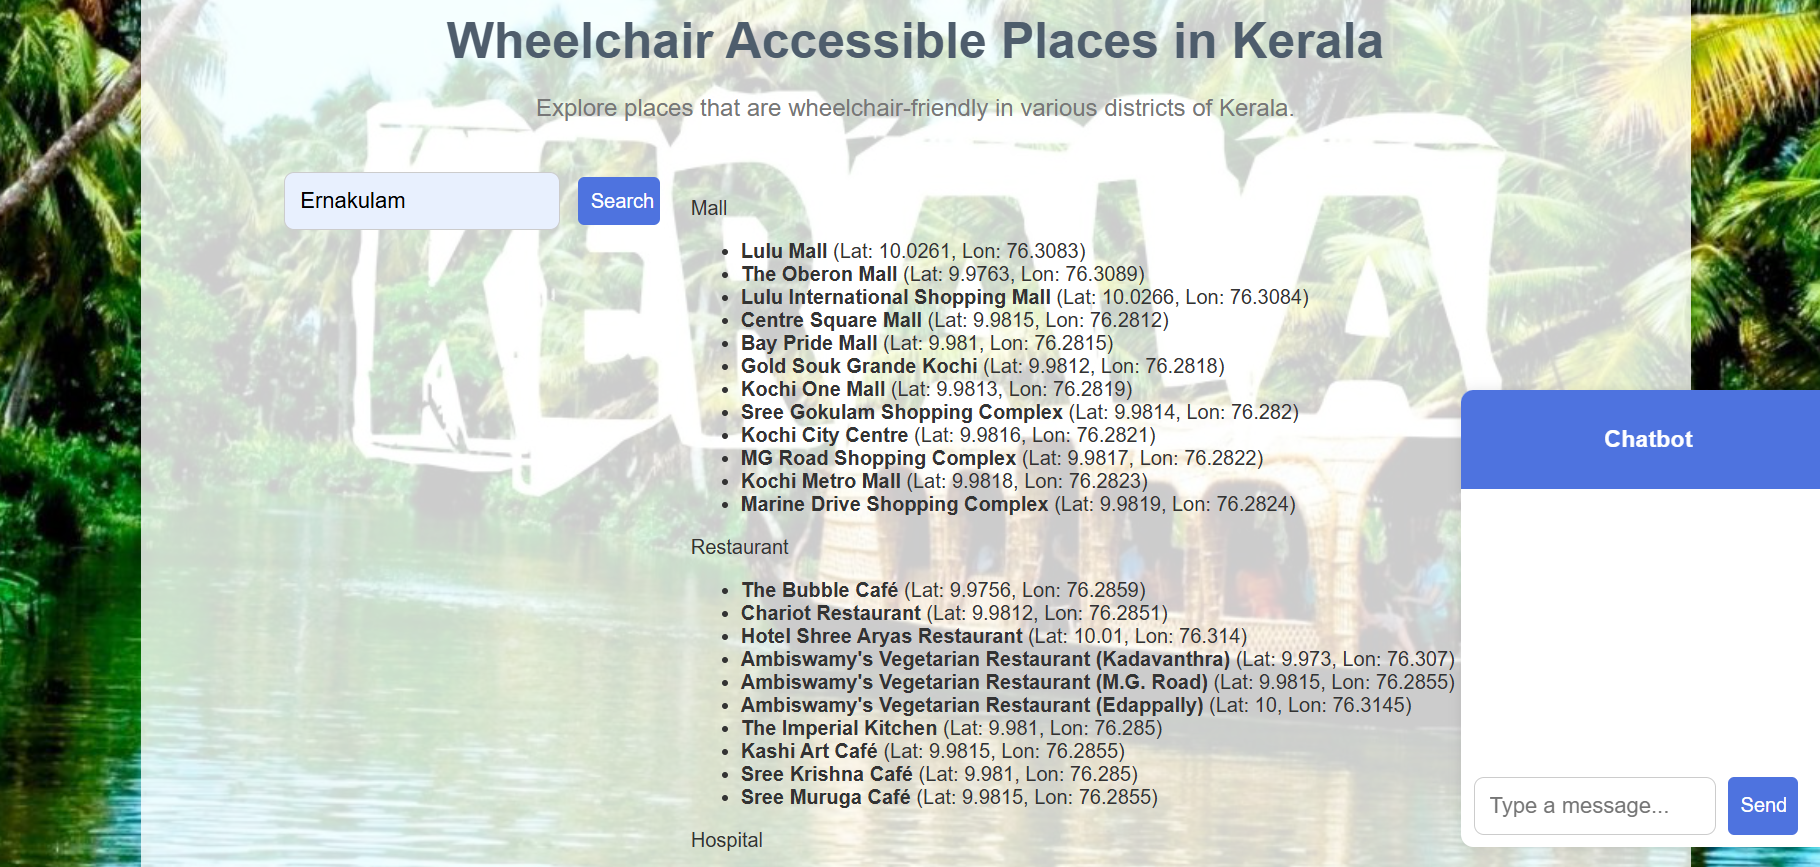 Wheelchair Accessible Places in Kerala
Explore places that are wheelchair-friendly in various districts of Kerala.
KERALA
Ernakulam
Search
Mall
Lulu Mall (Lat: 10.0261, Lon: 76.3083)
The Oberon Mall (Lat: 9.9763, Lon: 76.3089)
Lulu International Shopping Mall (Lat: 10.0266, Lon: 76.3084)
Centre Square Mall (Lat: 9.9815, Lon: 76.2812)
Bay Pride Mall (Lat: 9.981, Lon: 76.2815)
Gold Souk Grande Kochi (Lat: 9.9812, Lon: 76.2818)
Kochi One Mall (Lat: 9.9813, Lon: 76.2819)
Sree Gokulam Shopping Complex (Lat: 9.9814, Lon: 76.282)
Kochi City Centre (Lat: 9.9816, Lon: 76.2821)
MG Road Shopping Complex (Lat: 9.9817, Lon: 76.2822)
Kochi Metro Mall (Lat: 9.9818, Lon: 76.2823)
Marine Drive Shopping Complex (Lat: 9.9819, Lon: 76.2824)
Restaurant
The Bubble Café (Lat: 9.9756, Lon: 76.2859)
Chariot Restaurant (Lat: 9.9812, Lon: 76.2851)
Hotel Shree Aryas Restaurant (Lat: 10.01, Lon: 76.314)
Ambiswamy's Vegetarian Restaurant (Kadavanthra) (Lat: 9.973, Lon: 76.307)
Ambiswamy's Vegetarian Restaurant (M.G. Road) (Lat: 9.9815, Lon: 76.2855)
Ambiswamy's Vegetarian Restaurant (Edappally) (Lat: 10, Lon: 76.3145)
The Imperial Kitchen (Lat: 9.981, Lon: 76.285)
Kashi Art Café (Lat: 9.9815, Lon: 76.2855)
Sree Krishna Café (Lat: 9.981, Lon: 76.285)
Sree Muruga Café (Lat: 9.9815, Lon: 76.2855)
Hospital
Chatbot
Type a message...
Send